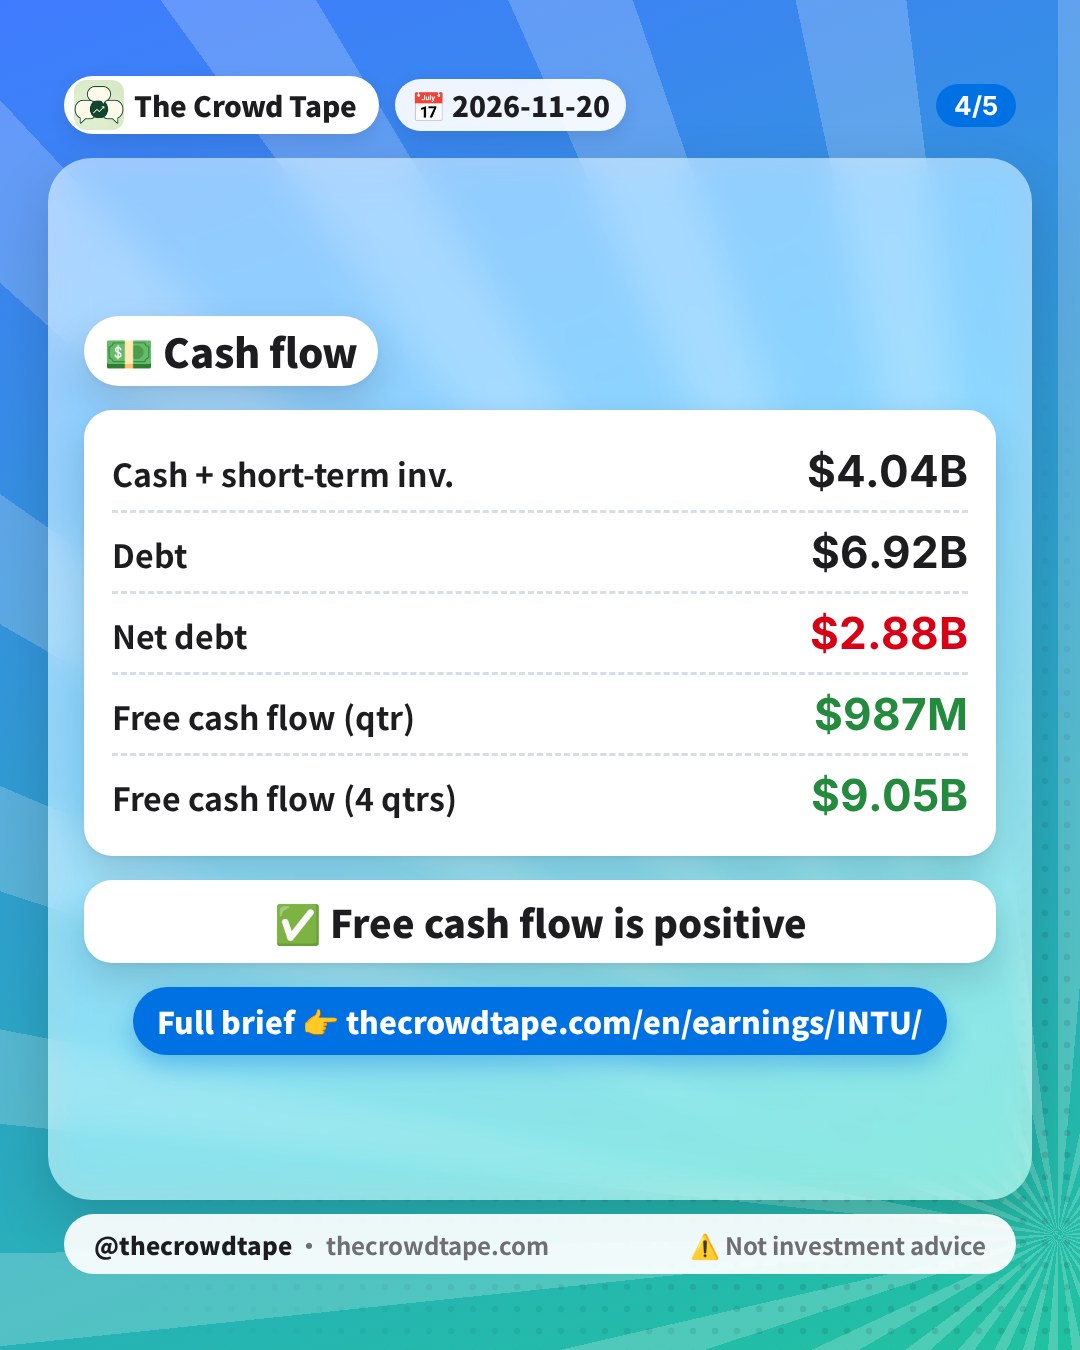 The Crowd Tape
📅 2026-11-20
4/5
💵 Cash flow
Cash + short-term inv. $4.04B
Debt $6.92B
Net debt $2.88B
Free cash flow (qtr) $987M
Free cash flow (4 qtrs) $9.05B
✅ Free cash flow is positive
Full brief 👉 thecrowdtape.com/en/earnings/INTU/
@thecrowdtape • thecrowdtape.com
⚠️ Not investment advice